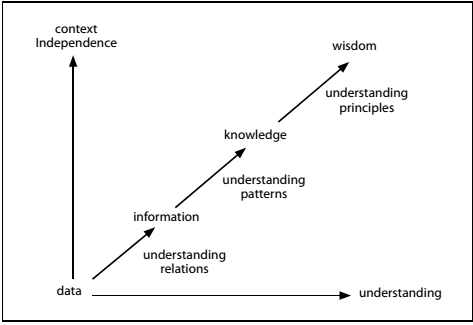 context
Independence
wisdom
understanding
principles
knowledge
understanding
patterns
information
understanding
relations
data
understanding